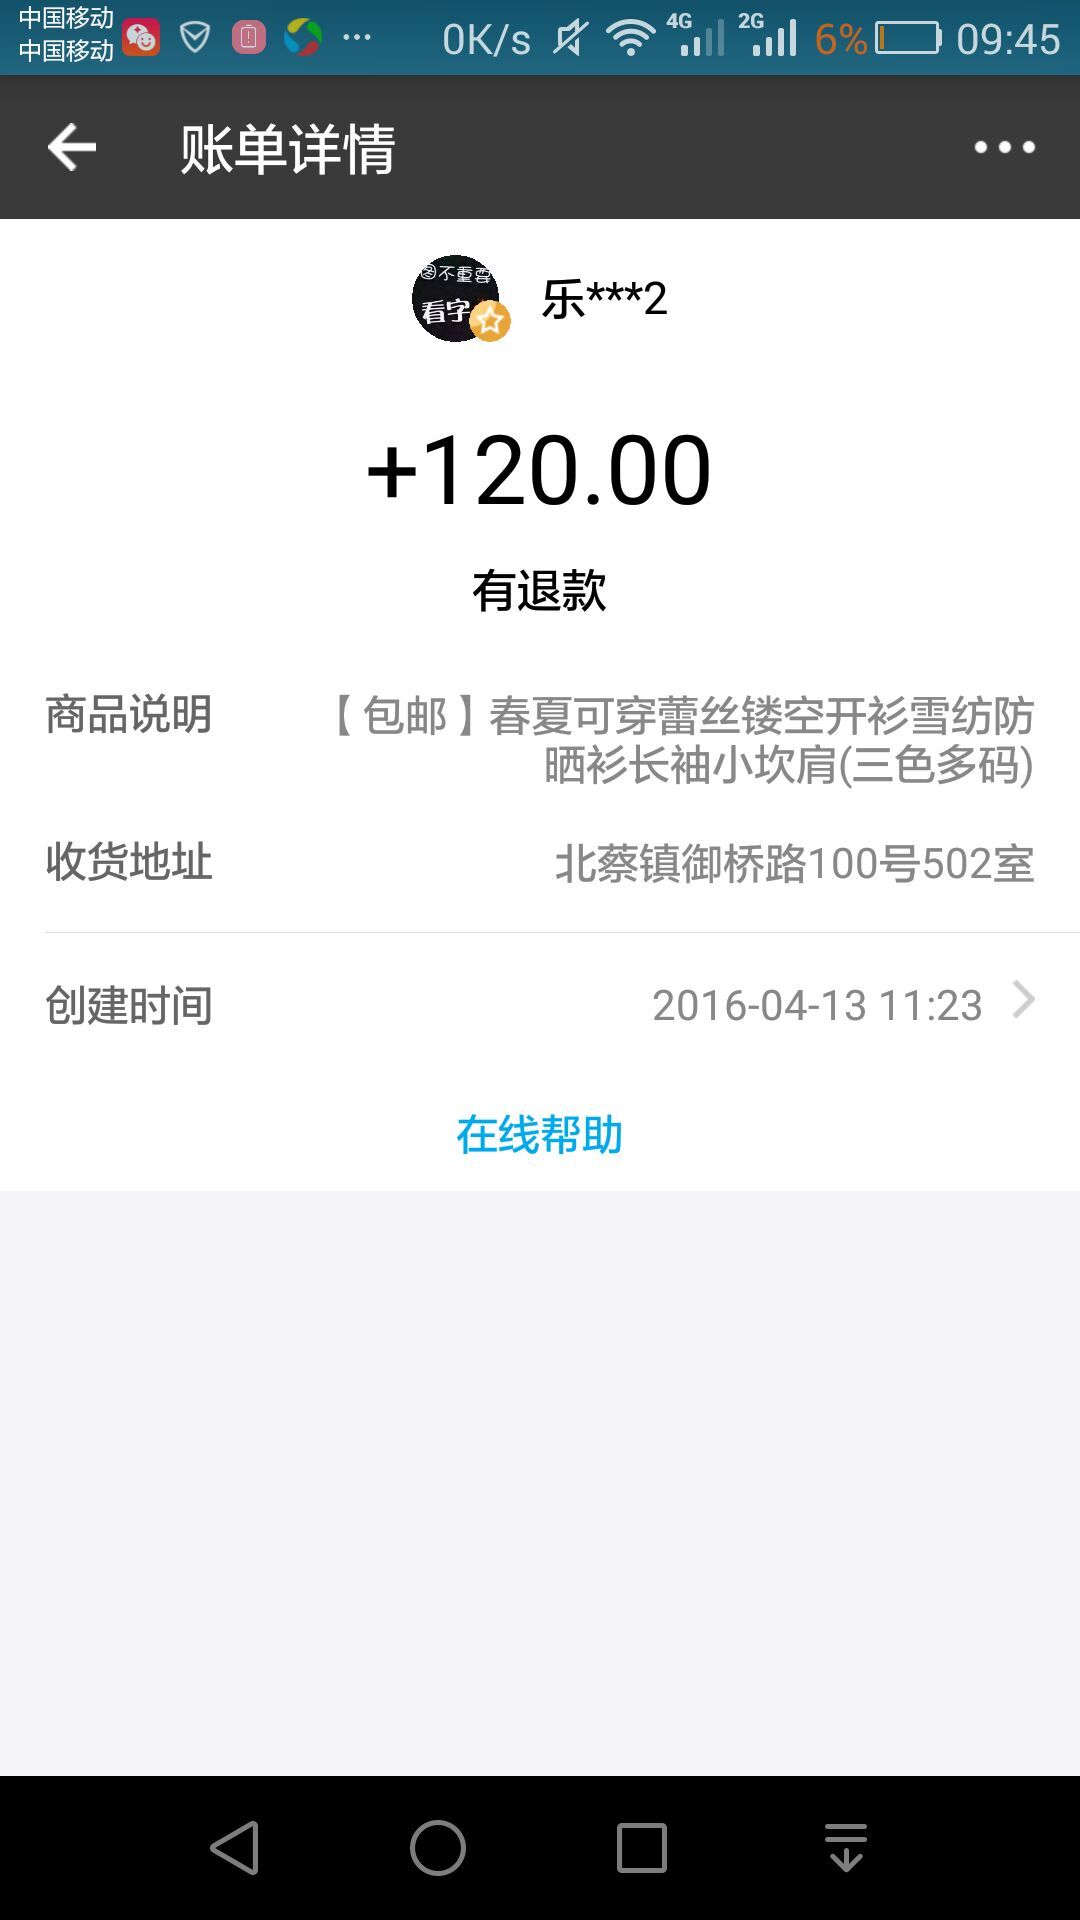 中国移动
中国移动
0K/s
4G
2G
6%
09:45
账单详情
图不重要
看字
乐***2
+120.00
有退款
商品说明
【包邮】春夏可穿蕾丝镂空开衫雪纺防
晒衫长袖小坎肩(三色多码)
收货地址
北蔡镇御桥路100号502室
创建时间
2016-04-13 11:23
在线帮助